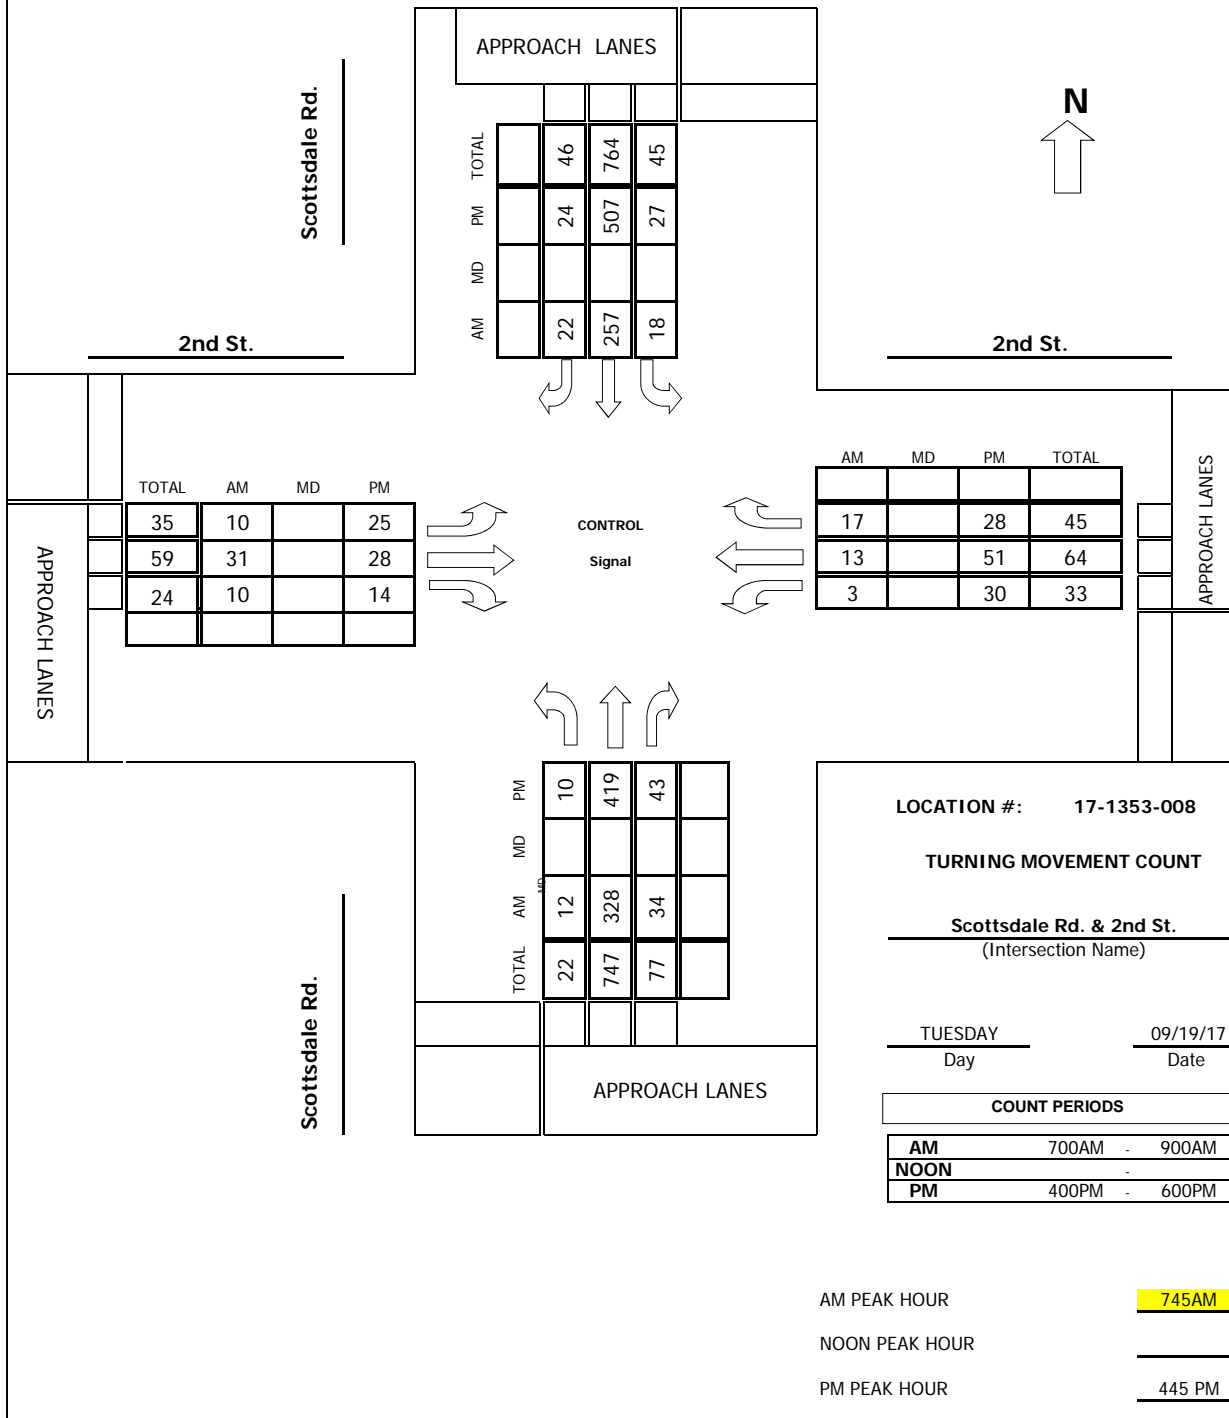 APPROACH LANES
N
Scottsdale Rd.
TOTAL 46 764 45
PM 24 507 27
MD
AM 22 257 18
2nd St.
2nd St.
AM MD PM TOTAL
TOTAL AM MD PM
35 10 25
CONTROL
17 28 45
59 31 28
Signal
13 51 64
24 10 14
3 30 33
APPROACH LANES
APPROACH LANES
PM 10 419 43
MD
MD
AM 12 328 34
TOTAL 22 747 77
Scottsdale Rd.
APPROACH LANES
LOCATION #: 17-1353-008
TURNING MOVEMENT COUNT
Scottsdale Rd. & 2nd St.
(Intersection Name)
TUESDAY 09/19/17
Day Date
COUNT PERIODS
AM 700AM - 900AM
NOON -
PM 400PM - 600PM
AM PEAK HOUR 745AM
NOON PEAK HOUR
PM PEAK HOUR 445 PM